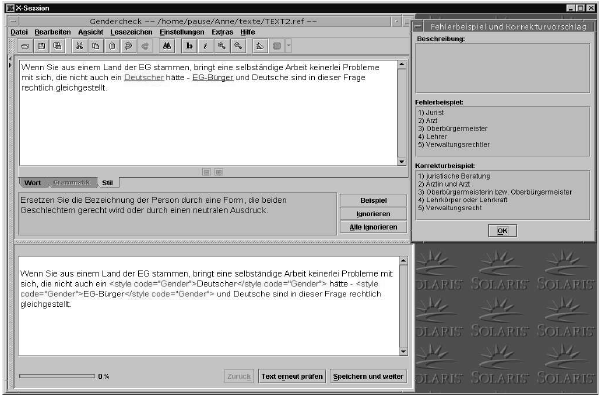 X-Session
Gendercheck -- /home/pause/Anne/texte/TEXT2.ref --
Datei Bearbeiten Ansicht Lesezeichen Einstellungen Extras Hilfe
Wenn Sie aus einem Land der EG stammen, bringt eine selbständige Arbeit keinerlei Probleme
mit sich, die nicht auch ein Deutscher hätte - EG-Bürger und Deutsche sind in dieser Frage
rechtlich gleichgestellt.
Wort Grammatik Stil
Ersetzen Sie die Bezeichnung der Person durch eine Form, die beiden
Geschlechtern gerecht wird oder durch einen neutralen Ausdruck.
Beispiel
Ignorieren
Alle Ignorieren
Wenn Sie aus einem Land der EG stammen, bringt eine selbständige Arbeit keinerlei Probleme mit
sich, die nicht auch ein <style code="Gender">Deutscher</style code="Gender"> hätte - <style
code="Gender">EG-Bürger</style code="Gender"> und Deutsche sind in dieser Frage rechtlich
gleichgestellt.
0 %
Zurück Text erneut prüfen Speichern und weiter
Fehlerbeispiel und Korrekturvorschlag
Beschreibung:
Fehlerbeispiel:
1) Jurist
2) Arzt
3) Oberbürgermeister
4) Lehrer
5) Verwaltungsrechtler
Korrekturbeispiel:
1) juristische Beratung
2) Ärztin und Arzt
3) Oberbürgermeisterin bzw. Oberbürgermeister
4) Lehrkörper oder Lehrkraft
5) Verwaltungsrecht
OK
SOLARIS SOLARIS SOLARIS
SOLARIS SOLARIS SOLARIS
SOLARIS SOLARIS SOLARIS